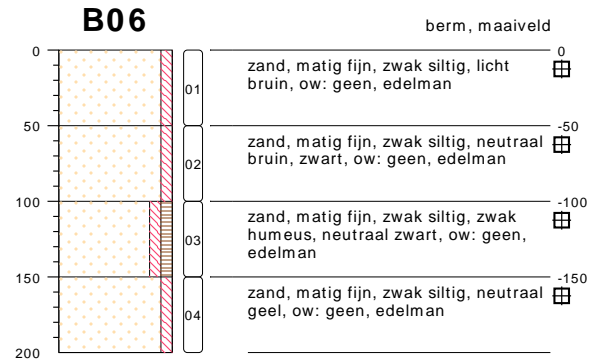 B06
berm, maaiveld
0
0
zand, matig fijn, zwak siltig, licht
bruin, ow: geen, edelman
01
50
-50
zand, matig fijn, zwak siltig, neutraal
bruin, zwart, ow: geen, edelman
02
100
-100
zand, matig fijn, zwak siltig, zwak
humeus, neutraal zwart, ow: geen,
edelman
03
150
-150
zand, matig fijn, zwak siltig, neutraal
geel, ow: geen, edelman
04
200